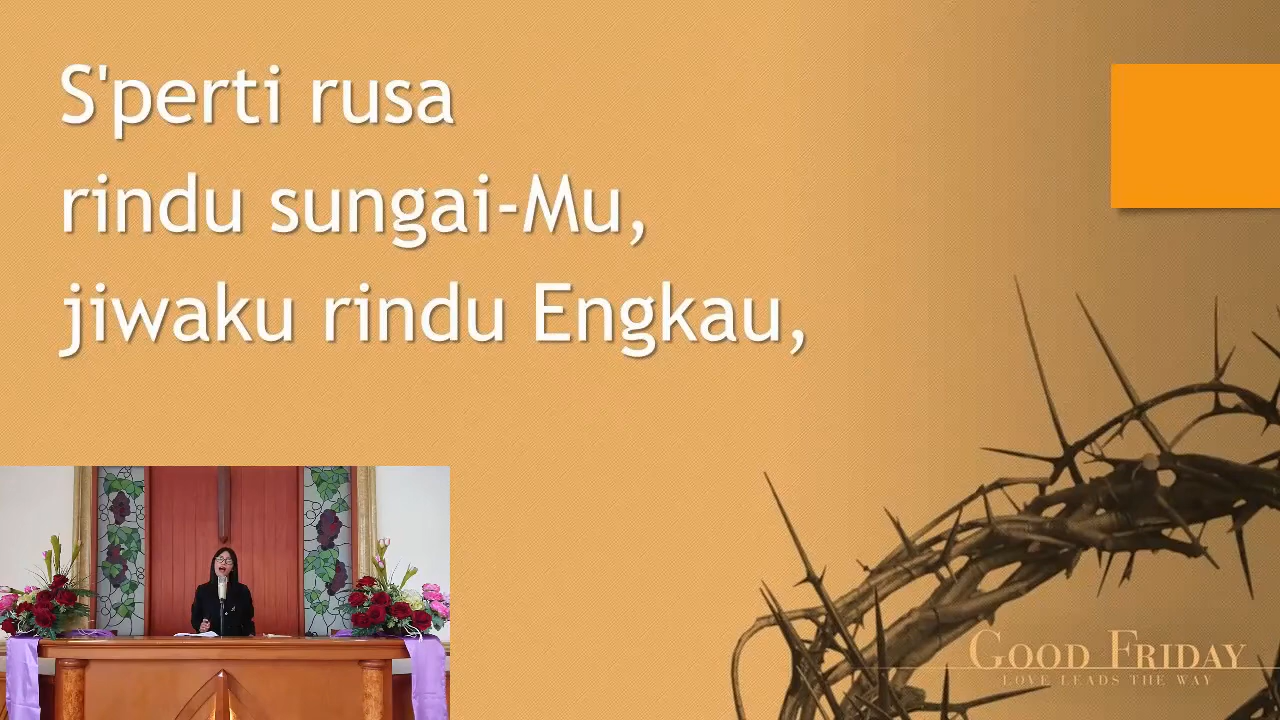 S'perti rusa
rindu sungai-Mu,
jiwaku rindu Engkau,
GOOD FRIDAY
LOVE LEADS THE WAY